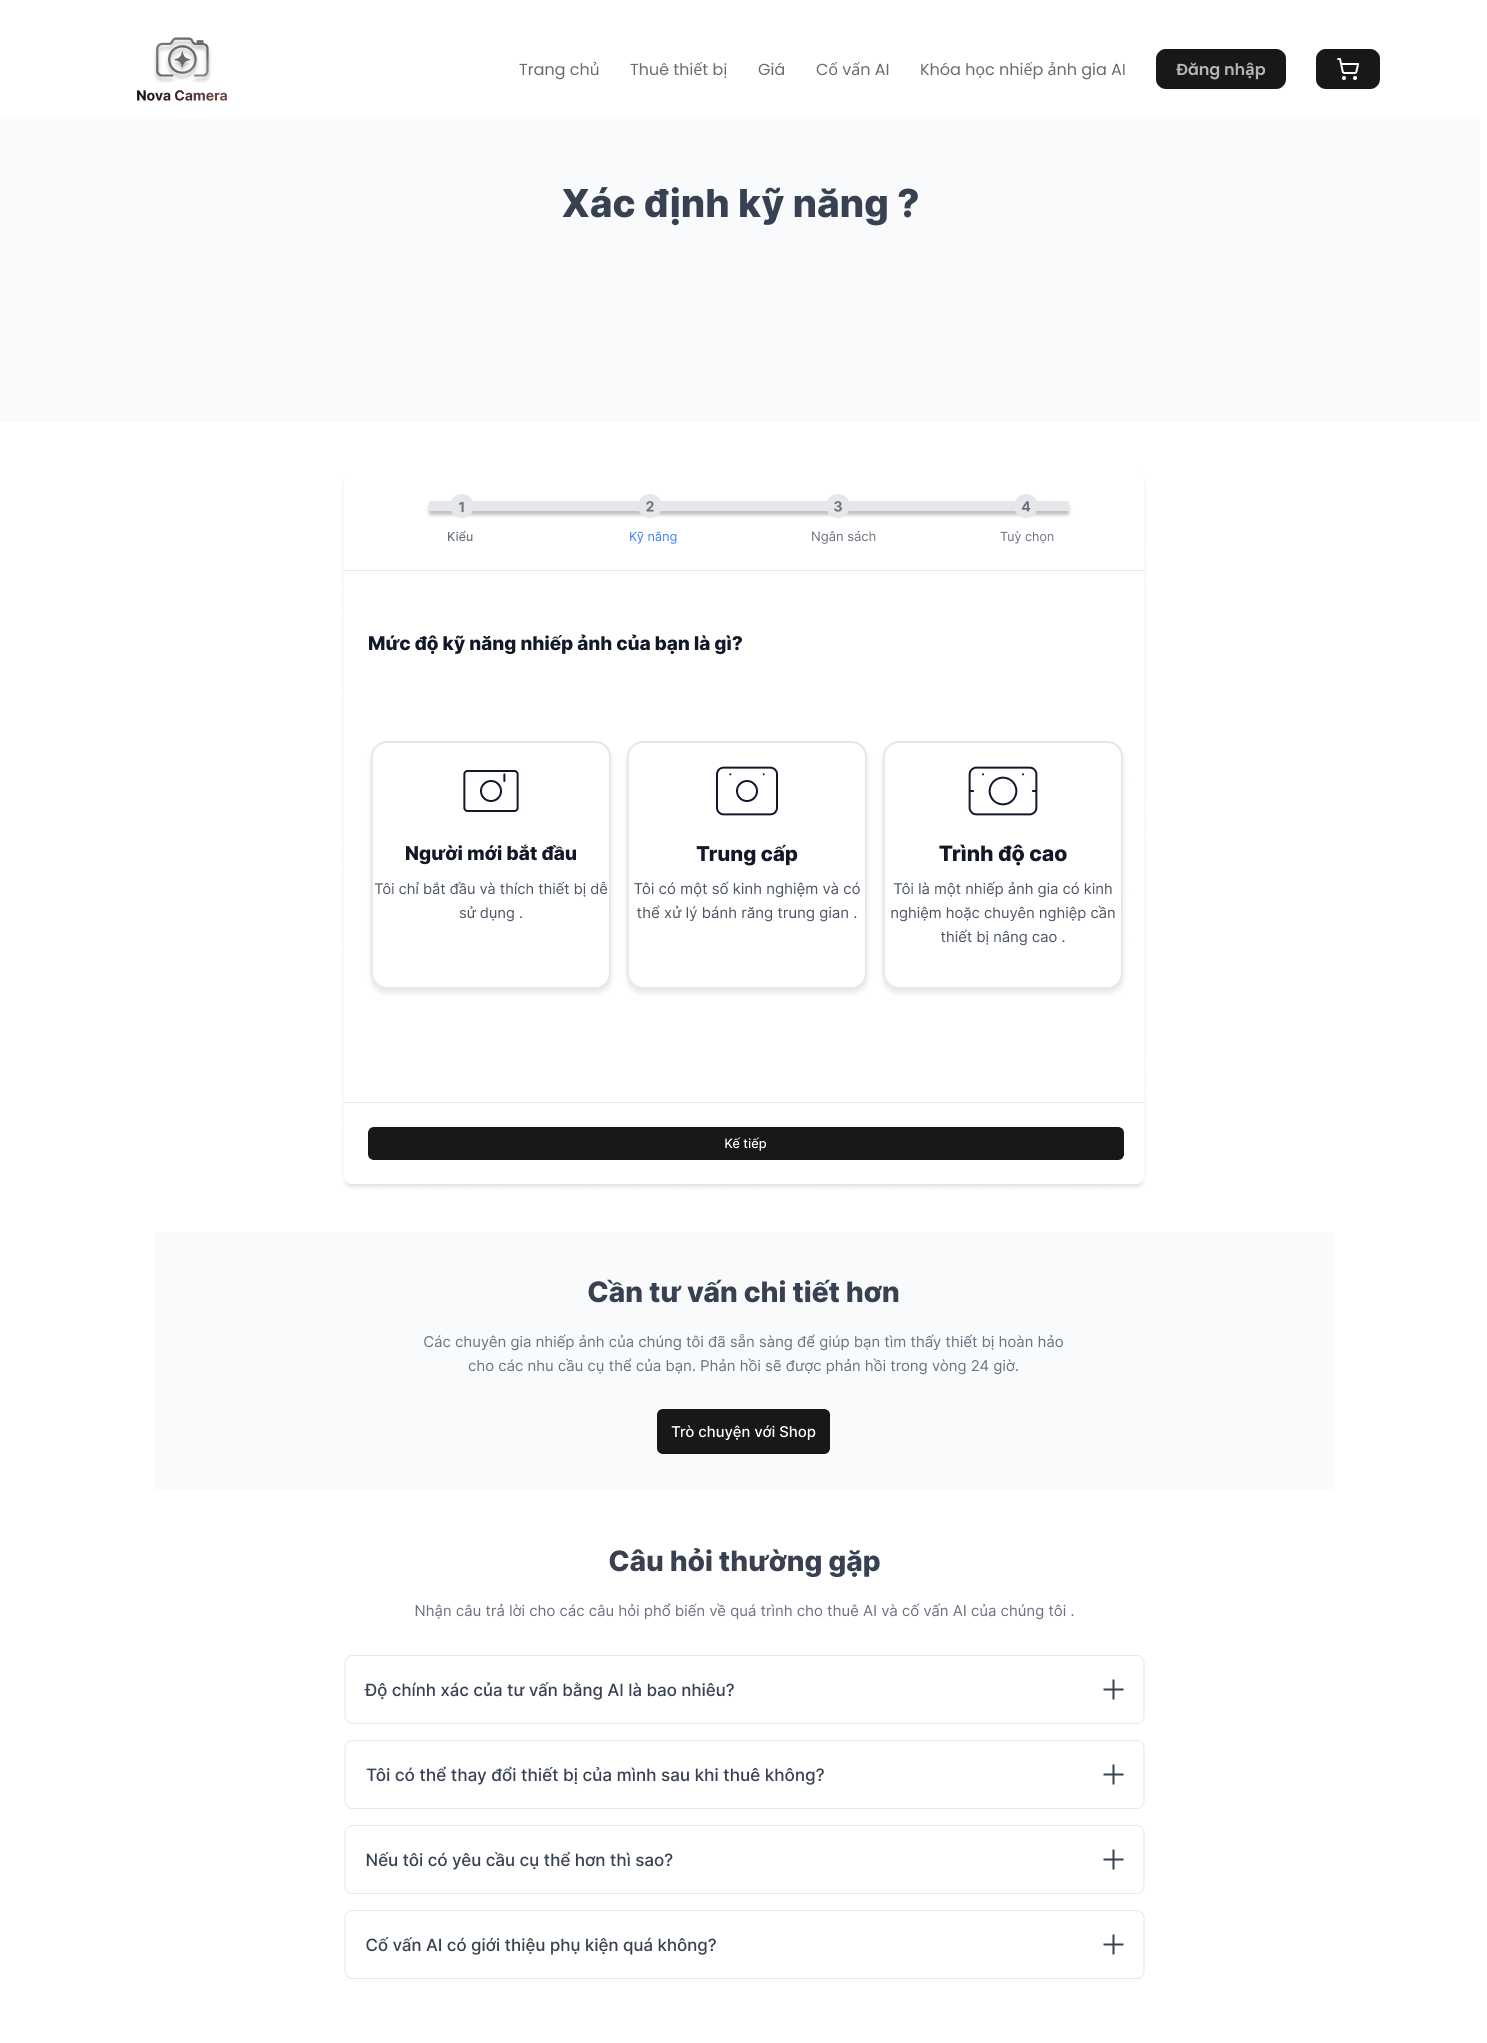 Nova Camera
Trang chủ
Thuê thiết bị
Giá
Cố vấn AI
Khóa học nhiếp ảnh gia AI
Đăng nhập
Xác định kỹ năng ?
1
2
3
4
Kiểu
Kỹ năng
Ngân sách
Tuỳ chọn
Mức độ kỹ năng nhiếp ảnh của bạn là gì?
Người mới bắt đầu
Tôi chỉ bắt đầu và thích thiết bị dễ
sử dụng .
Trung cấp
Tôi có một số kinh nghiệm và có
thể xử lý bánh răng trung gian .
Trình độ cao
Tôi là một nhiếp ảnh gia có kinh
nghiệm hoặc chuyên nghiệp cần
thiết bị nâng cao .
Kế tiếp
Cần tư vấn chi tiết hơn
Các chuyên gia nhiếp ảnh của chúng tôi đã sẵn sàng để giúp bạn tìm thấy thiết bị hoàn hảo
cho các nhu cầu cụ thể của bạn. Phản hồi sẽ được phản hồi trong vòng 24 giờ.
Trò chuyện với Shop
Câu hỏi thường gặp
Nhận câu trả lời cho các câu hỏi phổ biến về quá trình cho thuê AI và cố vấn AI của chúng tôi .
Độ chính xác của tư vấn bằng AI là bao nhiêu?
Tôi có thể thay đổi thiết bị của mình sau khi thuê không?
Nếu tôi có yêu cầu cụ thể hơn thì sao?
Cố vấn AI có giới thiệu phụ kiện quá không?